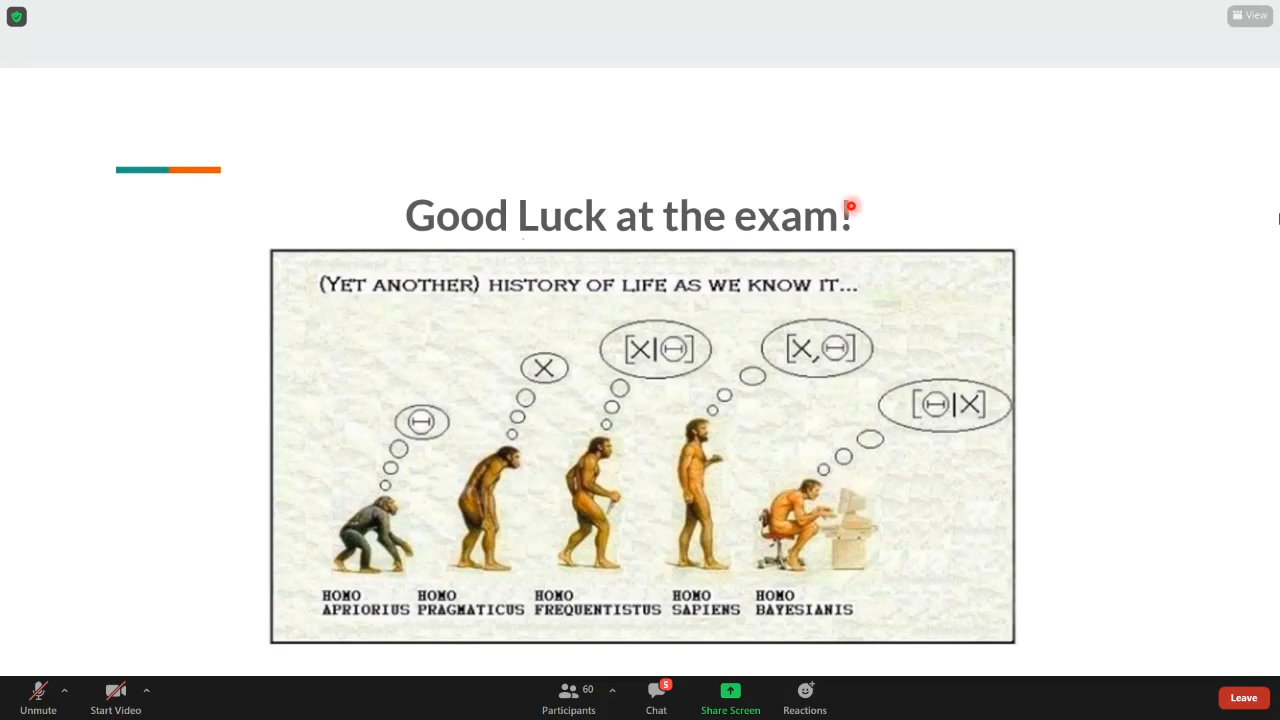 View
Good Luck at the exam!
(YET ANOTHER) HISTORY OF LIFE AS WE KNOW IT...
Θ
X
[X|Θ]
[X,Θ]
[Θ|X]
HOMO APRIORIUS
HOMO PRAGMATICUS
HOMO FREQUENTISTUS
HOMO SAPIENS
HOMO BAYESIANIS
Unmute
Start Video
60
Participants
5
Chat
Share Screen
Reactions
Leave